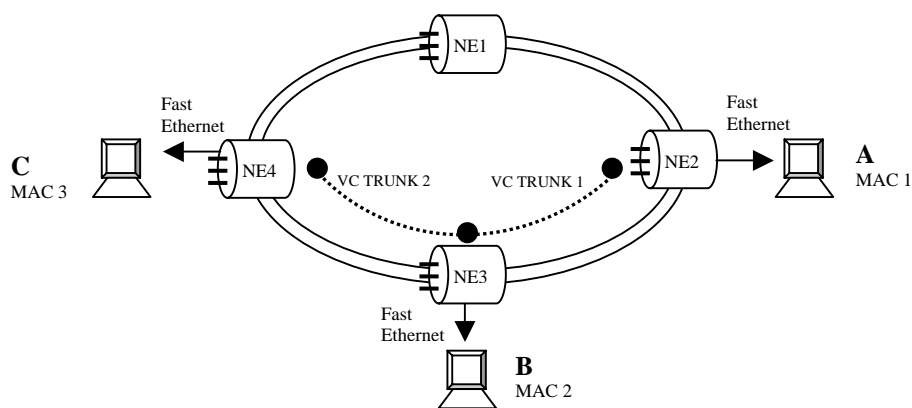 NE1
Fast
Ethernet
C
MAC 3
NE4
VC TRUNK 2
VC TRUNK 1
NE2
Fast
Ethernet
A
MAC 1
NE3
Fast
Ethernet
B
MAC 2